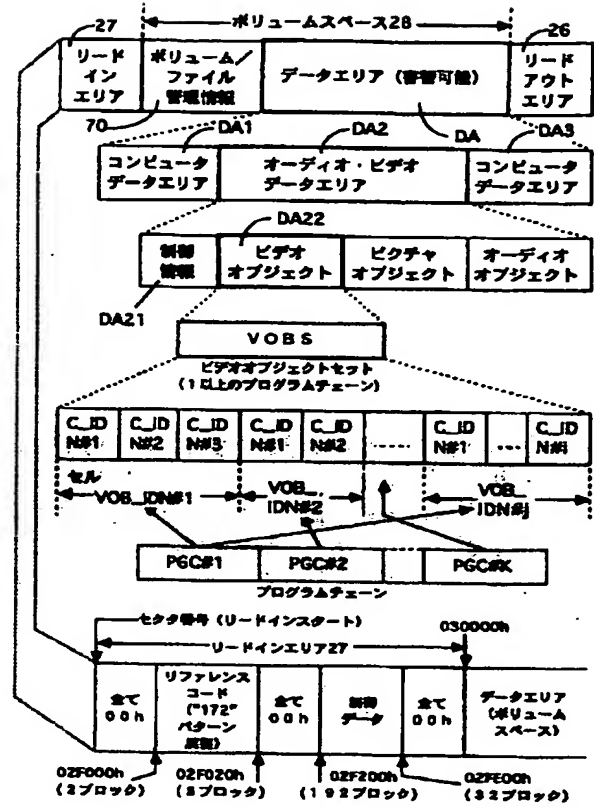 ボリュームスペース28
27
26
リード
イン
エリア
ボリューム/
ファイル
管理情報
データエリア(書替可能)
リード
アウト
エリア
70
DA1
DA2
DA
DA3
コンピュータ
データエリア
オーディオ・ビデオ
データエリア
コンピュータ
データエリア
DA22
制御
情報
ビデオ
オブジェクト
ピクチャ
オブジェクト
オーディオ
オブジェクト
DA21
VOBS
ビデオオブジェクトセット
(1以上のプログラムチェーン)
C_ID
N#1
C_ID
N#2
C_ID
N#3
C_ID
N#1
C_ID
N#2
......
C_ID
N#1
...
C_ID
N#i
セル
VOB_IDN#1
VOB_
IDN#2
VOB_
IDN#j
PGC#1
PGC#2
PGC#K
プログラムチェーン
セクタ番号(リードインスタート)
030000h
リードインエリア27
全て
00h
リファレンス
コード
("172"
パターン
全て
00h
制御
データ
全て
00h
データエリア
(ボリューム
スペース)
02F000h
(2ブロック)
02F020h
02F200h
(192ブロック)
02FE00h
(32ブロック)